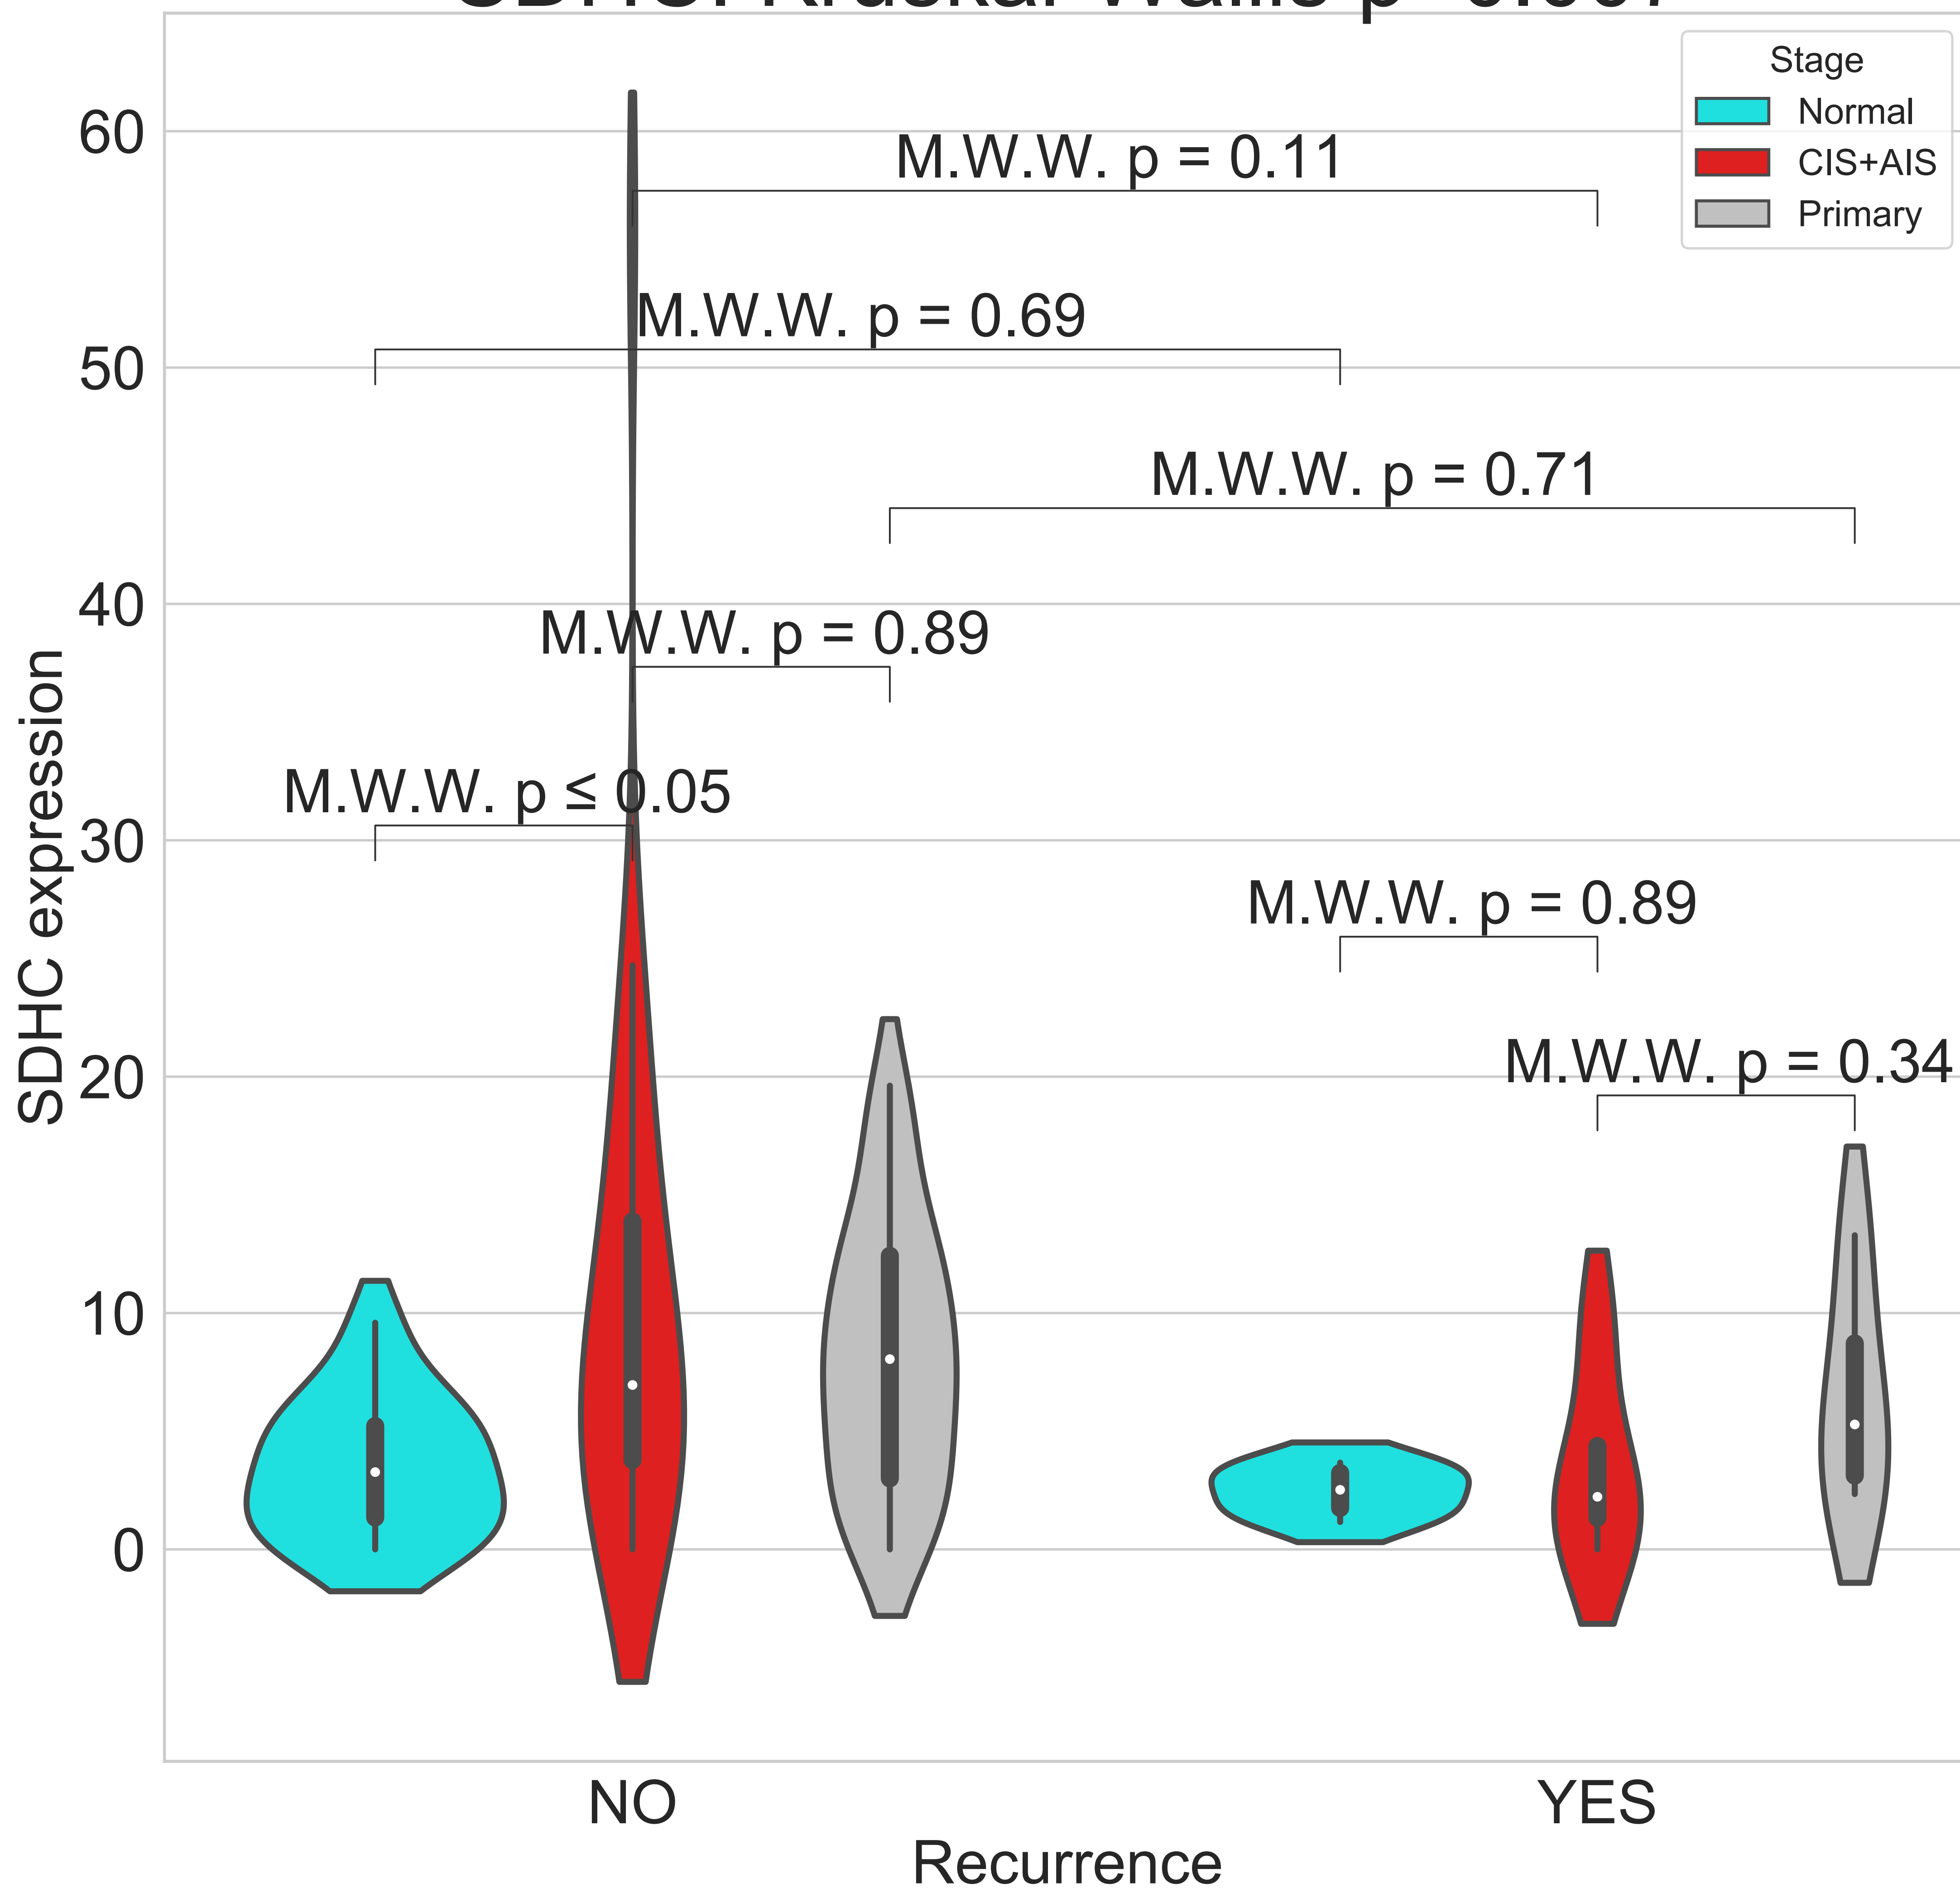 Stage
Normal
CIS+AIS
Primary
60
50
40
30
20
10
0
SDHC expression
M.W.W. p = 0.11
M.W.W. p = 0.69
M.W.W. p = 0.71
M.W.W. p = 0.89
M.W.W. p ≤ 0.05
M.W.W. p = 0.89
M.W.W. p = 0.34
NO
YES
Recurrence